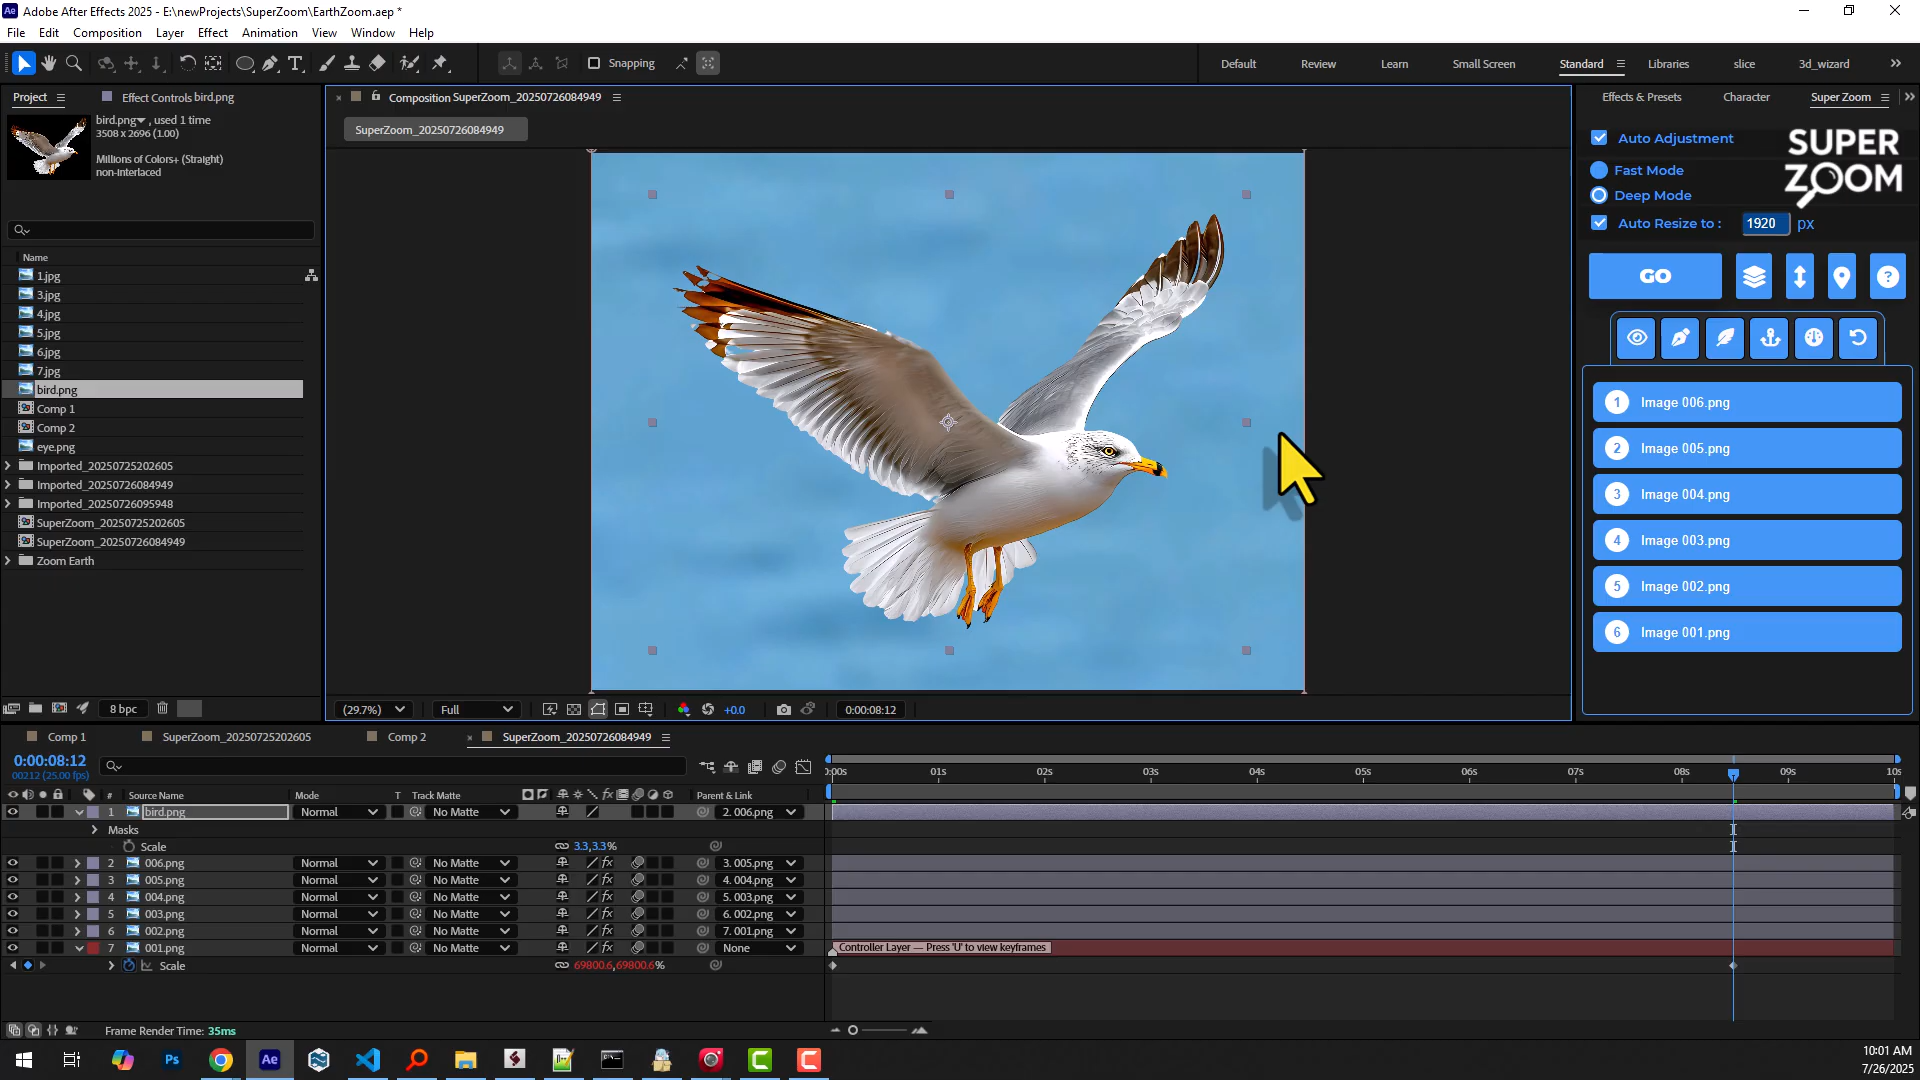 Adobe After Effects 2025 - E:\newProjects\SuperZoom\EarthZoom.aep *
File Edit Composition Layer Effect Animation View Window Help
Snapping
Default Review Learn Small Screen Standard Libraries slice 3d_wizard
Project
Effect Controls bird.png
bird.png , used 1 time
3508 x 2696 (1.00)
Millions of Colors+ (Straight)
non-interlaced
Name
1.jpg
3.jpg
4.jpg
5.jpg
6.jpg
7.jpg
bird.png
Comp 1
Comp 2
eye.png
Imported_20250725202605
Imported_20250726084949
Imported_20250726095948
SuperZoom_20250725202605
SuperZoom_20250726084949
Zoom Earth
8 bpc
Composition SuperZoom_20250726084949
SuperZoom_20250726084949
(29.7%)
Full
+0.0
0:00:08:12
Effects & Presets Character Super Zoom
Auto Adjustment
Fast Mode
Deep Mode
Auto Resize to : 1920 px
SUPER
ZOOM
GO
?
1 Image 006.png
2 Image 005.png
3 Image 004.png
4 Image 003.png
5 Image 002.png
6 Image 001.png
Comp 1 SuperZoom_20250725202605 Comp 2 SuperZoom_20250726084949
0:00:08:12
00212 (25.00 fps)
0:00s 01s 02s 03s 04s 05s 06s 07s 08s 09s 10s
# Source Name Mode T Track Matte fx Parent & Link
1 bird.png Normal No Matte 2. 006.png
Masks
Scale 3.3,3.3%
2 006.png Normal No Matte fx 3. 005.png
3 005.png Normal No Matte fx 4. 004.png
4 004.png Normal No Matte fx 5. 003.png
5 003.png Normal No Matte fx 6. 002.png
6 002.png Normal No Matte fx 7. 001.png
7 001.png Normal No Matte fx None
Controller Layer — Press 'U' to view keyframes
Scale 69800.6,69800.6%
Frame Render Time: 35ms
Ps Ae
10:01 AM
7/26/2025